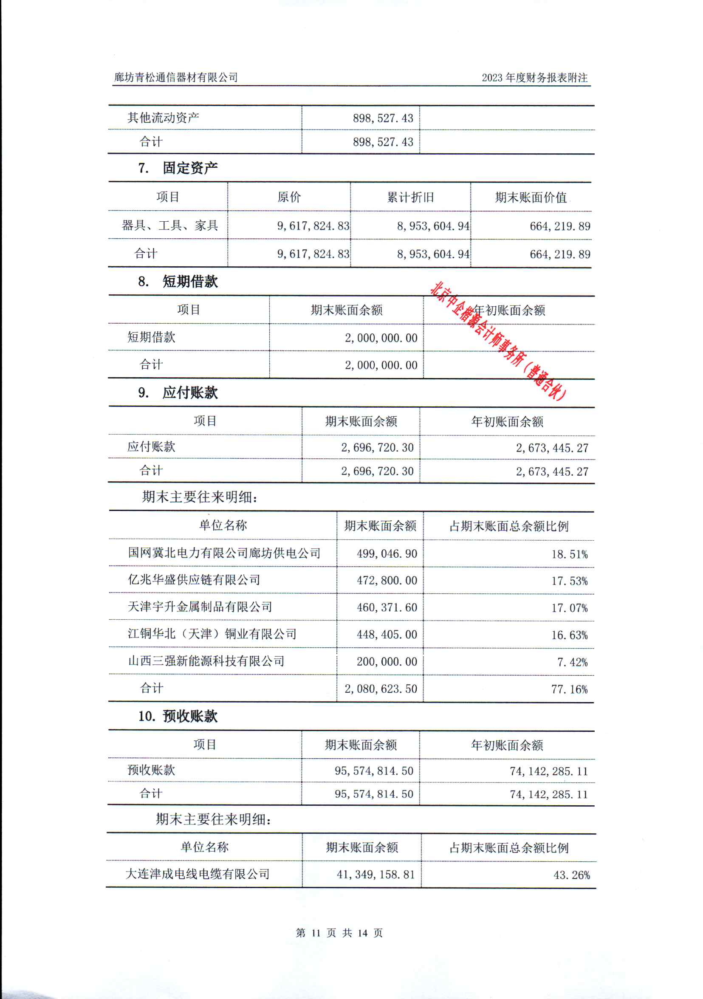 廊坊青松通信器材有限公司 2023 年度财务报表附注
其他流动资产 898,527.43
合计 898,527.43
7. 固定资产
项目 原价 累计折旧 期末账面价值
器具、工具、家具 9,617,824.83 8,953,604.94 664,219.89
合计 9,617,824.83 8,953,604.94 664,219.89
8. 短期借款
项目 期末账面余额 年初账面余额
短期借款 2,000,000.00
合计 2,000,000.00
北京中企楷源会计师事务所（普通合伙）
9. 应付账款
项目 期末账面余额 年初账面余额
应付账款 2,696,720.30 2,673,445.27
合计 2,696,720.30 2,673,445.27
期末主要往来明细：
单位名称 期末账面余额 占期末账面总余额比例
国网冀北电力有限公司廊坊供电公司 499,046.90 18.51%
亿兆华盛供应链有限公司 472,800.00 17.53%
天津宇升金属制品有限公司 460,371.60 17.07%
江铜华北（天津）铜业有限公司 448,405.00 16.63%
山西三强新能源科技有限公司 200,000.00 7.42%
合计 2,080,623.50 77.16%
10. 预收账款
项目 期末账面余额 年初账面余额
预收账款 95,574,814.50 74,142,285.11
合计 95,574,814.50 74,142,285.11
期末主要往来明细：
单位名称 期末账面余额 占期末账面总余额比例
大连津成电线电缆有限公司 41,349,158.81 43.26%
第 11 页 共 14 页